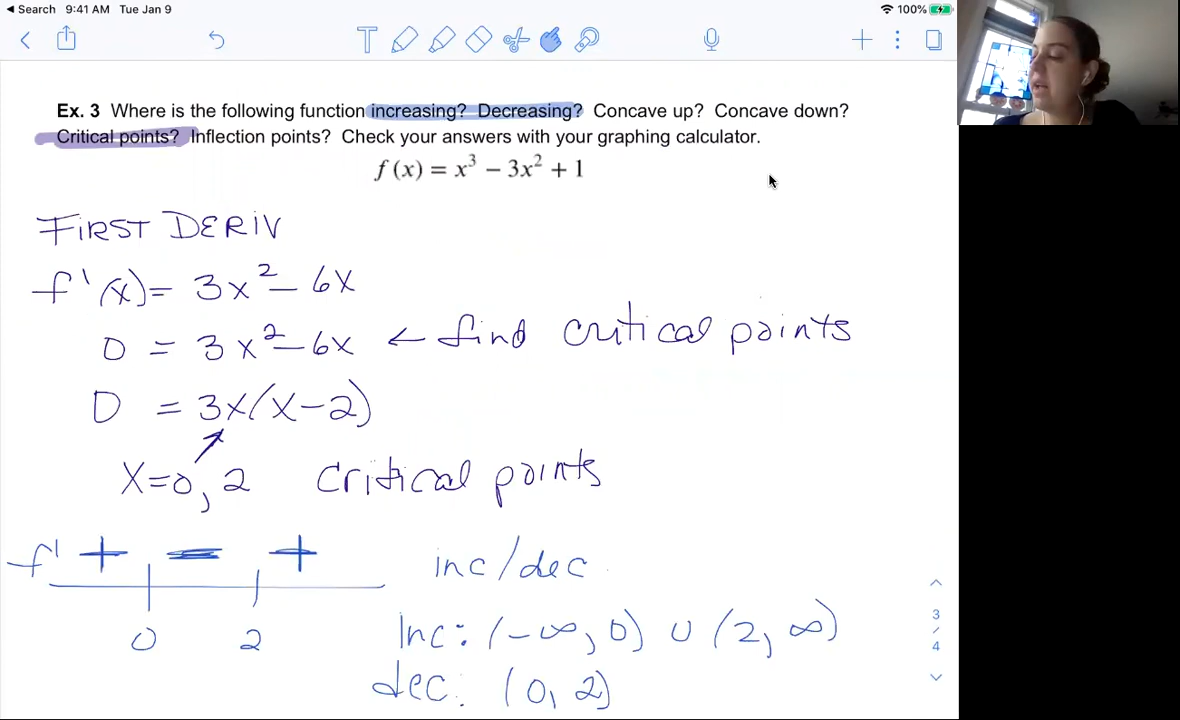 Search 9:41 AM Tue Jan 9 100%
Ex. 3 Where is the following function increasing? Decreasing? Concave up? Concave down?
Critical points? Inflection points? Check your answers with your graphing calculator.
f (x) = x³ − 3x² + 1
FIRST DERIV
f'(x) = 3x² − 6x
0 = 3x² − 6x ← find critical points
0 = 3x(x−2)
x=0, 2 critical points
f' + − + inc/dec
0 2 Inc: (−∞, 0) ∪ (2, ∞)
dec: (0, 2)
3
/
4